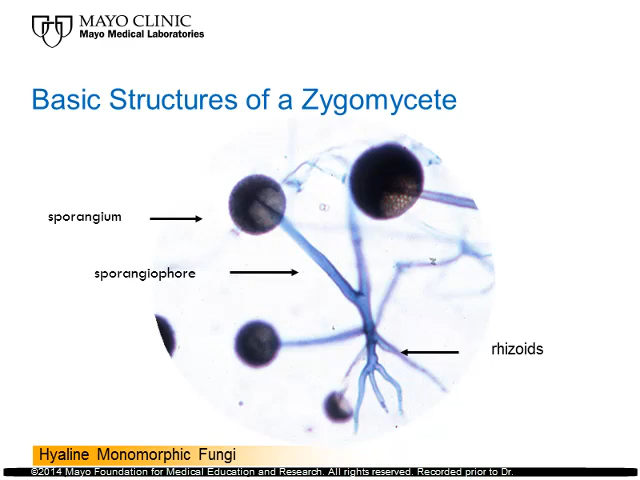 MAYO CLINIC
Mayo Medical Laboratories
Basic Structures of a Zygomycete
sporangium
sporangiophore
rhizoids
Hyaline Monomorphic Fungi
©2014 Mayo Foundation for Medical Education and Research. All rights reserved. Recorded prior to Dr.